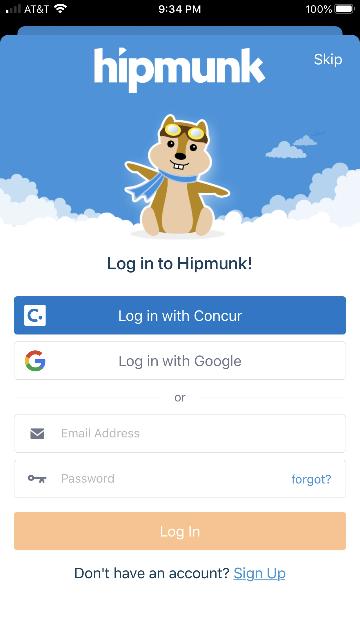 AT&T 9:34 PM 100%
hipmunk
Skip
Log in to Hipmunk!
C. Log in with Concur
G Log in with Google
or
Email Address
Password forgot?
Log In
Don't have an account? Sign Up